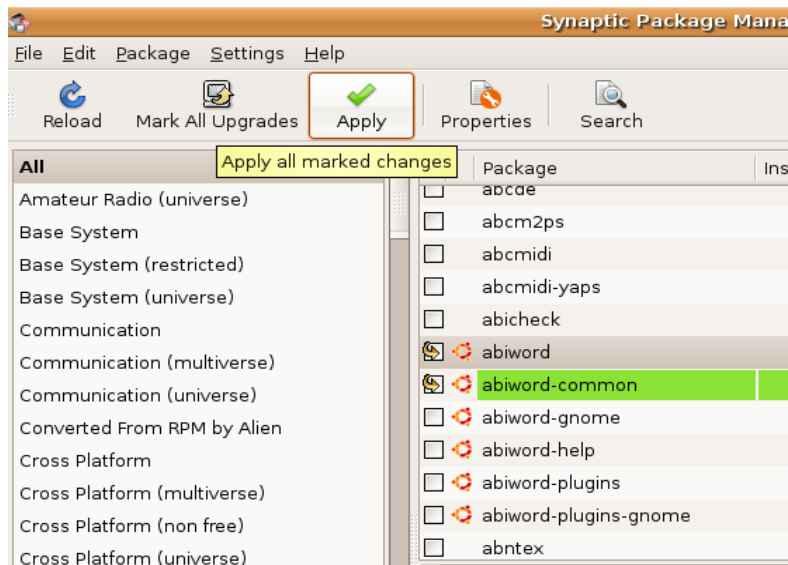 Synaptic Package Mana
File Edit Package Settings Help
Reload Mark All Upgrades Apply Properties Search
Apply all marked changes
All
Amateur Radio (universe)
Base System
Base System (restricted)
Base System (universe)
Communication
Communication (multiverse)
Communication (universe)
Converted From RPM by Alien
Cross Platform
Cross Platform (multiverse)
Cross Platform (non free)
Cross Platform (universe)
Package Ins
abcde
abcm2ps
abcmidi
abcmidi-yaps
abicheck
abiword
abiword-common
abiword-gnome
abiword-help
abiword-plugins
abiword-plugins-gnome
abntex